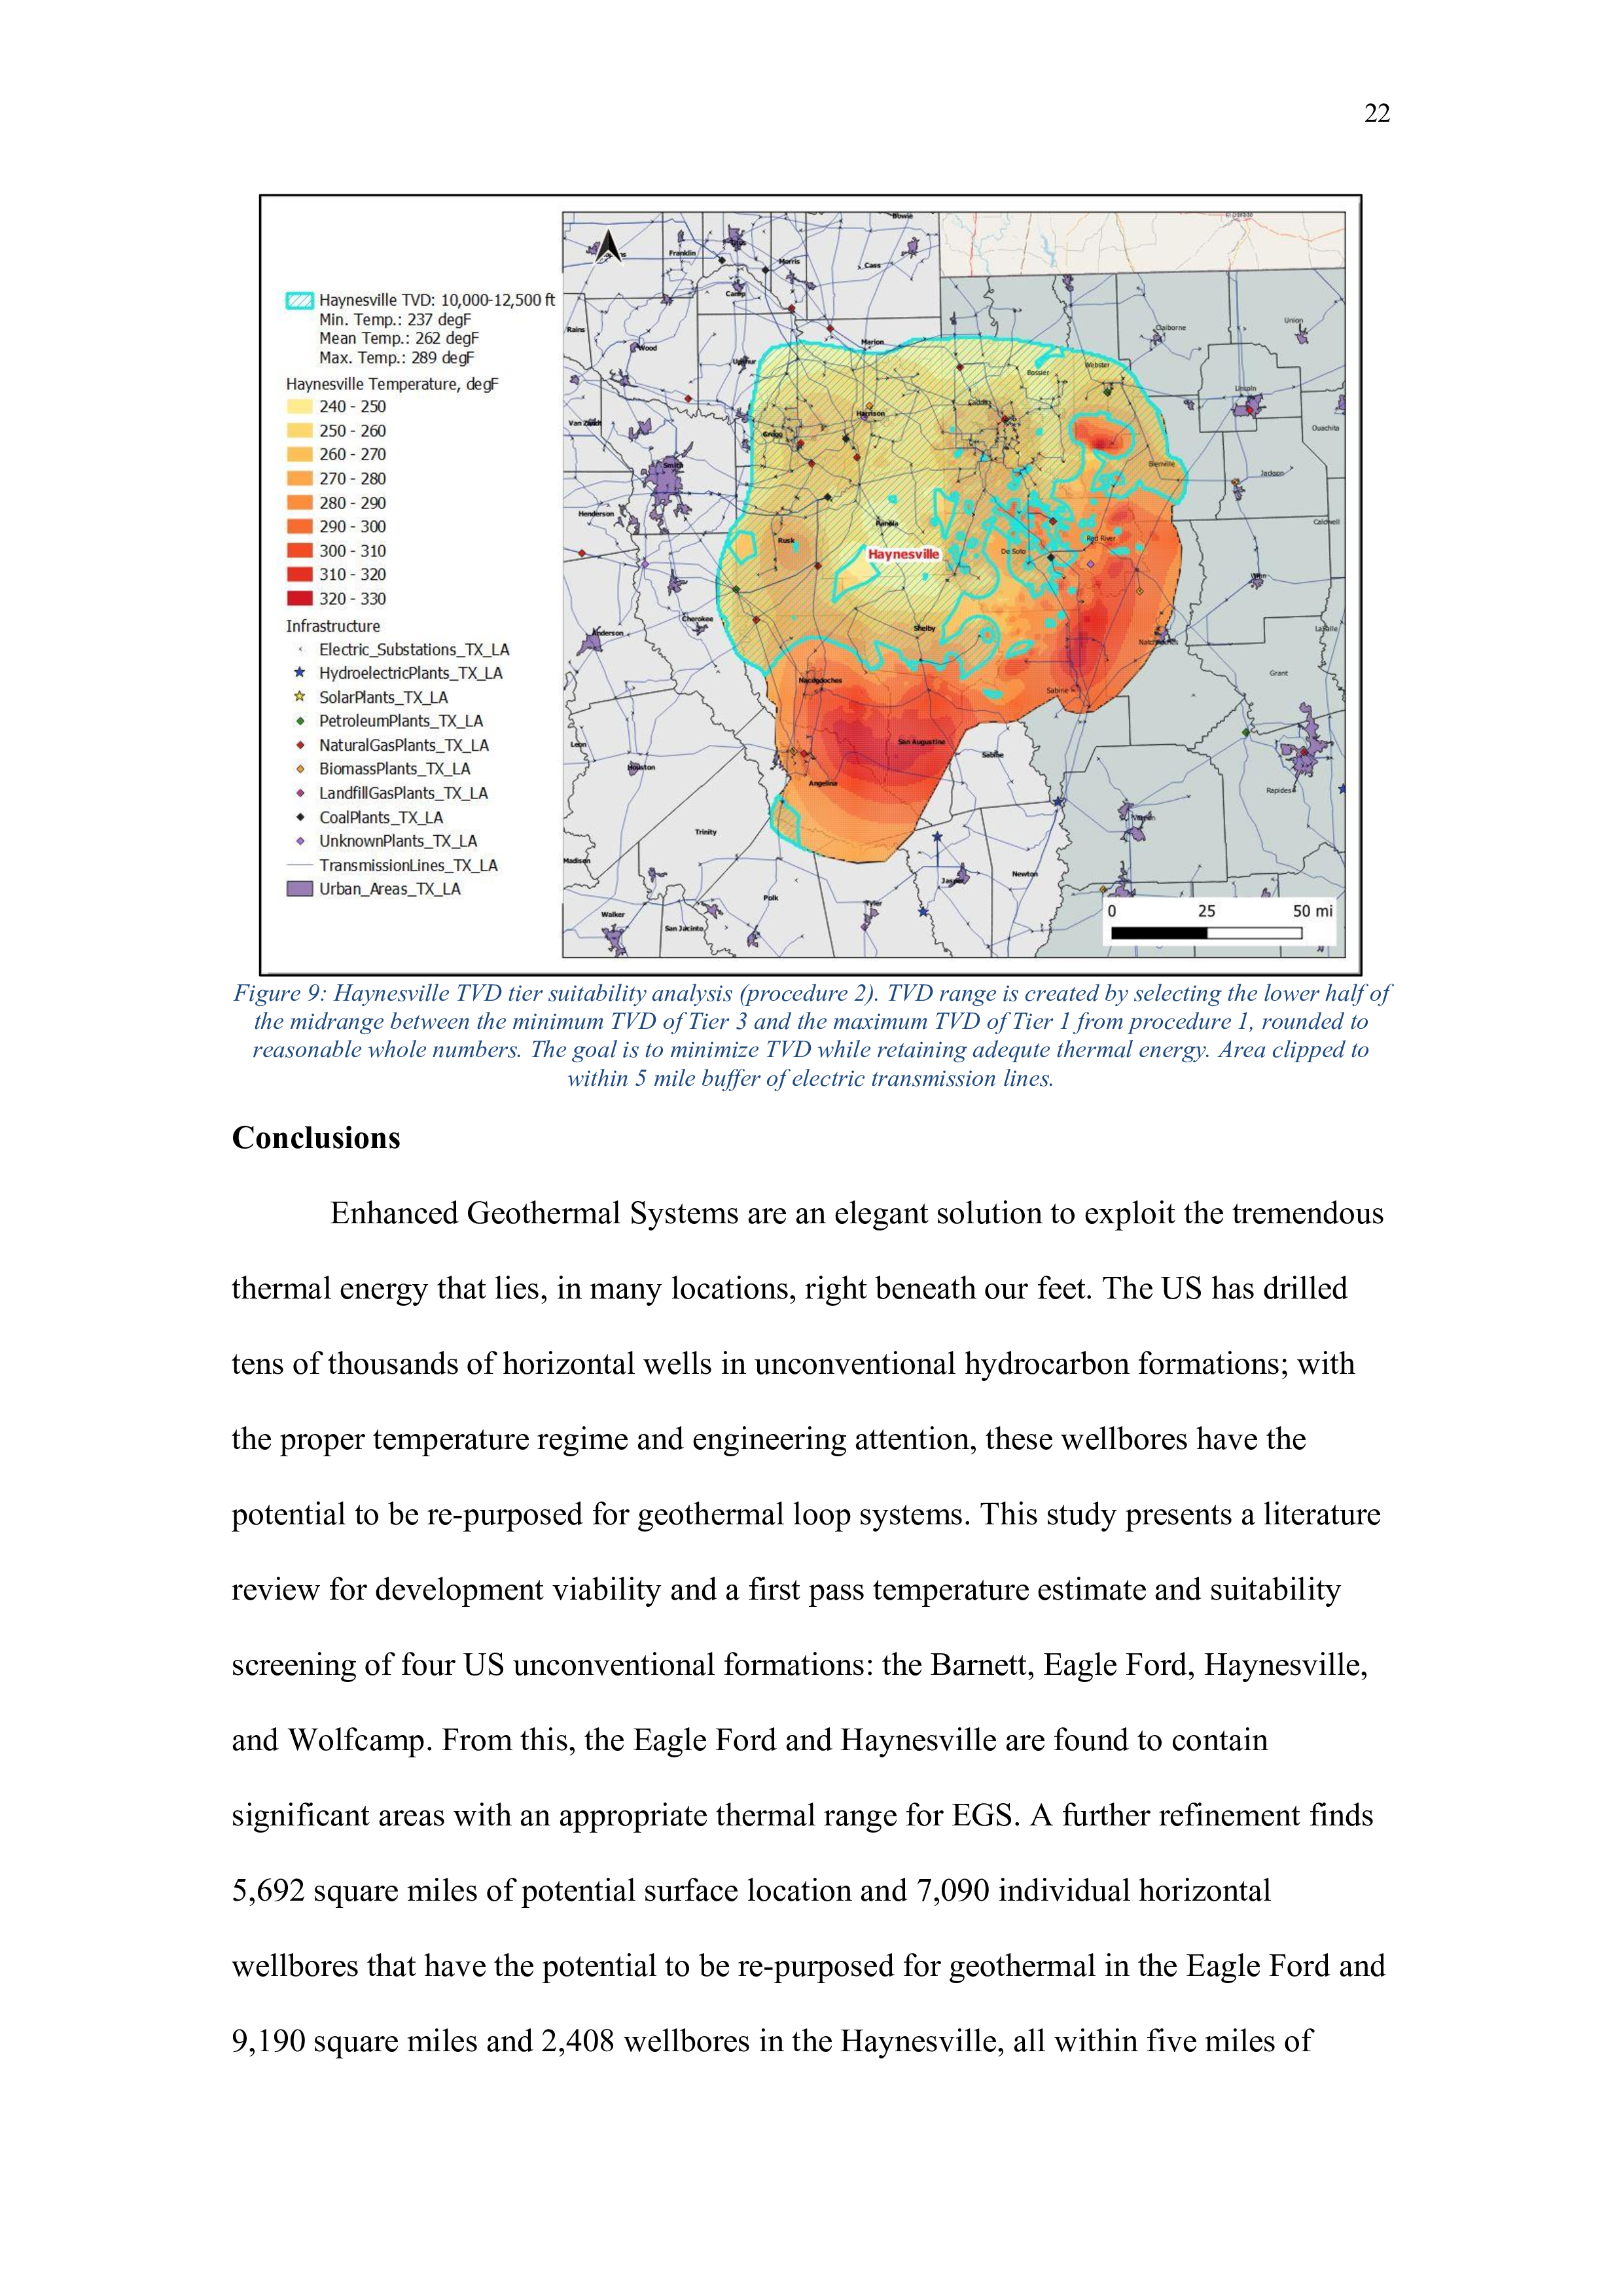 22
Haynesville TVD: 10,000-12,500 ft
Min. Temp.: 237 degF
Mean Temp.: 262 degF
Max. Temp.: 289 degF
Haynesville Temperature, degF
240 - 250
250 - 260
260 - 270
270 - 280
280 - 290
290 - 300
300 - 310
310 - 320
320 - 330
Infrastructure
Electric_Substations_TX_LA
HydroelectricPlants_TX_LA
SolarPlants_TX_LA
PetroleumPlants_TX_LA
NaturalGasPlants_TX_LA
BiomassPlants_TX_LA
LandfillGasPlants_TX_LA
CoalPlants_TX_LA
UnknownPlants_TX_LA
TransmissionLines_TX_LA
Urban_Areas_TX_LA
Bowie
Franklin
Morris
Cass
Camp
Rains
Wood
Marion
Claiborne
Union
Upshur
Bossier
Webster
Lincoln
Harrison
Caddo
Van Zandt
Gregg
Ouachita
Smith
Bienville
Jackson
Henderson
Panola
Caldwell
Rusk
Red River
Haynesville
De Soto
Winn
Cherokee
Anderson
Shelby
LaSalle
Natchitoches
Grant
Nacogdoches
Sabine
Leon
San Augustine
Sabine
Houston
Angelina
Rapides
Trinity
Vernon
Madison
Jasper
Newton
Polk
Tyler
Walker
San Jacinto
0 25 50 mi
Figure 9: Haynesville TVD tier suitability analysis (procedure 2). TVD range is created by selecting the lower half of
the midrange between the minimum TVD of Tier 3 and the maximum TVD of Tier 1 from procedure 1, rounded to
reasonable whole numbers. The goal is to minimize TVD while retaining adequte thermal energy. Area clipped to
within 5 mile buffer of electric transmission lines.
Conclusions
Enhanced Geothermal Systems are an elegant solution to exploit the tremendous
thermal energy that lies, in many locations, right beneath our feet. The US has drilled
tens of thousands of horizontal wells in unconventional hydrocarbon formations; with
the proper temperature regime and engineering attention, these wellbores have the
potential to be re-purposed for geothermal loop systems. This study presents a literature
review for development viability and a first pass temperature estimate and suitability
screening of four US unconventional formations: the Barnett, Eagle Ford, Haynesville,
and Wolfcamp. From this, the Eagle Ford and Haynesville are found to contain
significant areas with an appropriate thermal range for EGS. A further refinement finds
5,692 square miles of potential surface location and 7,090 individual horizontal
wellbores that have the potential to be re-purposed for geothermal in the Eagle Ford and
9,190 square miles and 2,408 wellbores in the Haynesville, all within five miles of